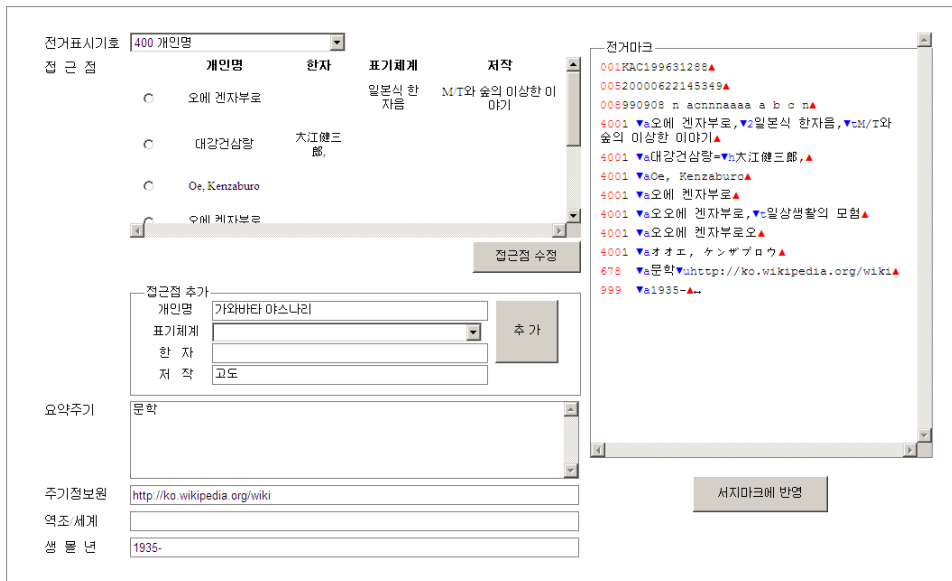 전거표시기호 400 개인명
접 근 점 개인명 한자 표기체계 저작
오에 겐자부로 일본식 한자음 M/T와 숲의 이상한 이야기
대강건삼랑 大江健三郎,
Oe, Kenzaburo
오에 켄자부로
접근점 수정
접근점 추가
개인명 가와바타 야스나리
표기체계
한 자
저 작 고도
추 가
요약주기 문학
주기정보원 http://ko.wikipedia.org/wiki
역조/세계
생 몰 년 1935-
전거마크
001KAC199631288▲
00520000622145349▲
008990908 n acnnnaaaa a b c n▲
4001 ▼a오에 겐자부로,▼2일본식 한자음,▼tM/T와
숲의 이상한 이야기▲
4001 ▼a대강건삼랑=▼h大江健三郎,▲
4001 ▼aOe, Kenzaburo▲
4001 ▼a오에 켄자부로▲
4001 ▼a오오에 겐자부로,▼t일상생활의 모험▲
4001 ▼a오오에 켄자부로오▲
4001 ▼aオオエ, ケンザブロウ▲
678 ▼a문학▼uhttp://ko.wikipedia.org/wiki▲
999 ▼a1935-▲↔
서지마크에 반영